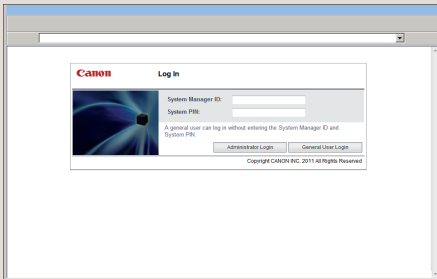 Canon
Log In
System Manager ID:
System PIN:
A general user can log in without entering the System Manager ID and
System PIN.
Administrator Login
General User Login
Copyright CANON INC. 2011 All Rights Reserved